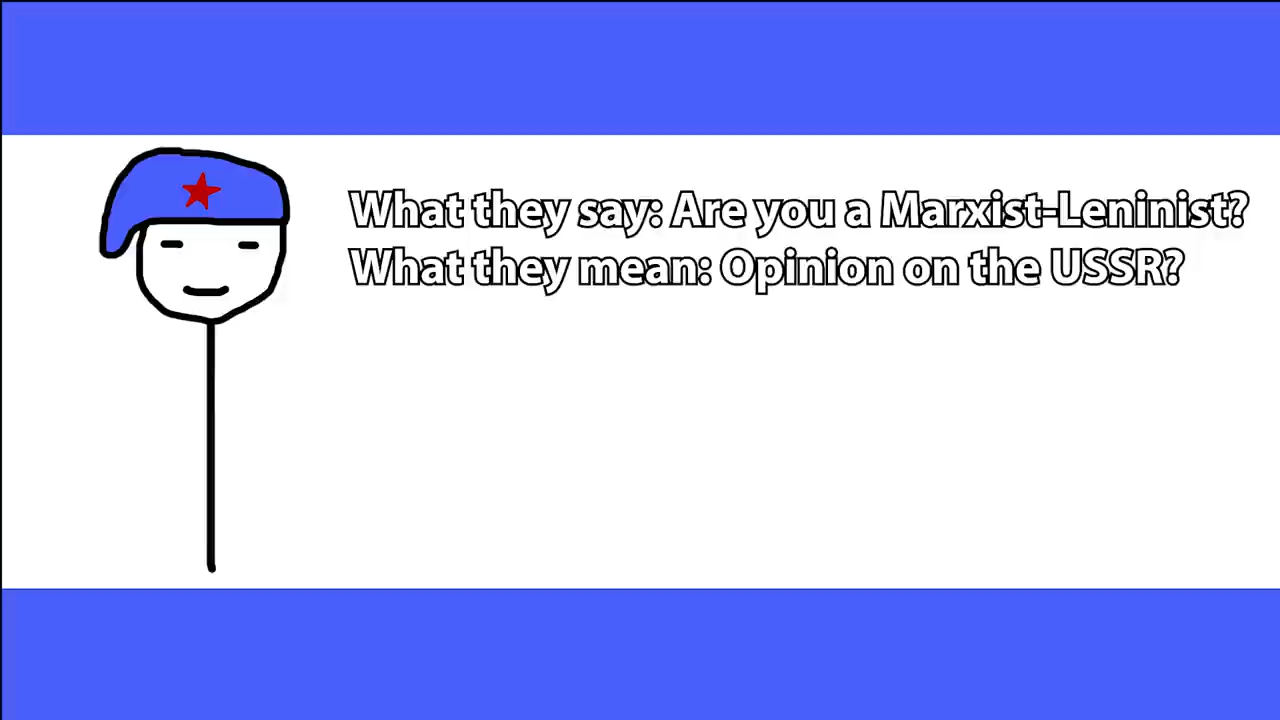 What they say: Are you a Marxist-Leninist?
What they mean: Opinion on the USSR?